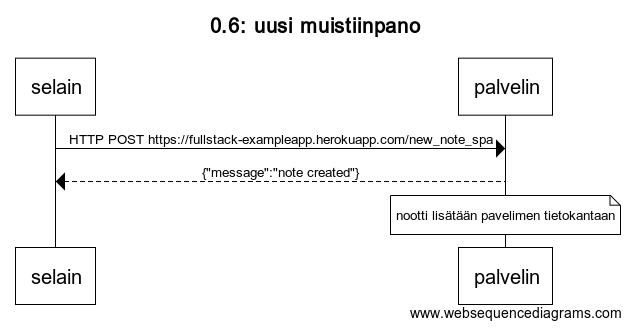 0.6: uusi muistiinpano
selain
palvelin
HTTP POST https://fullstack-exampleapp.herokuapp.com/new_note_spa
{"message":"note created"}
nootti lisätään pavelimen tietokantaan
selain
palvelin
www.websequencediagrams.com